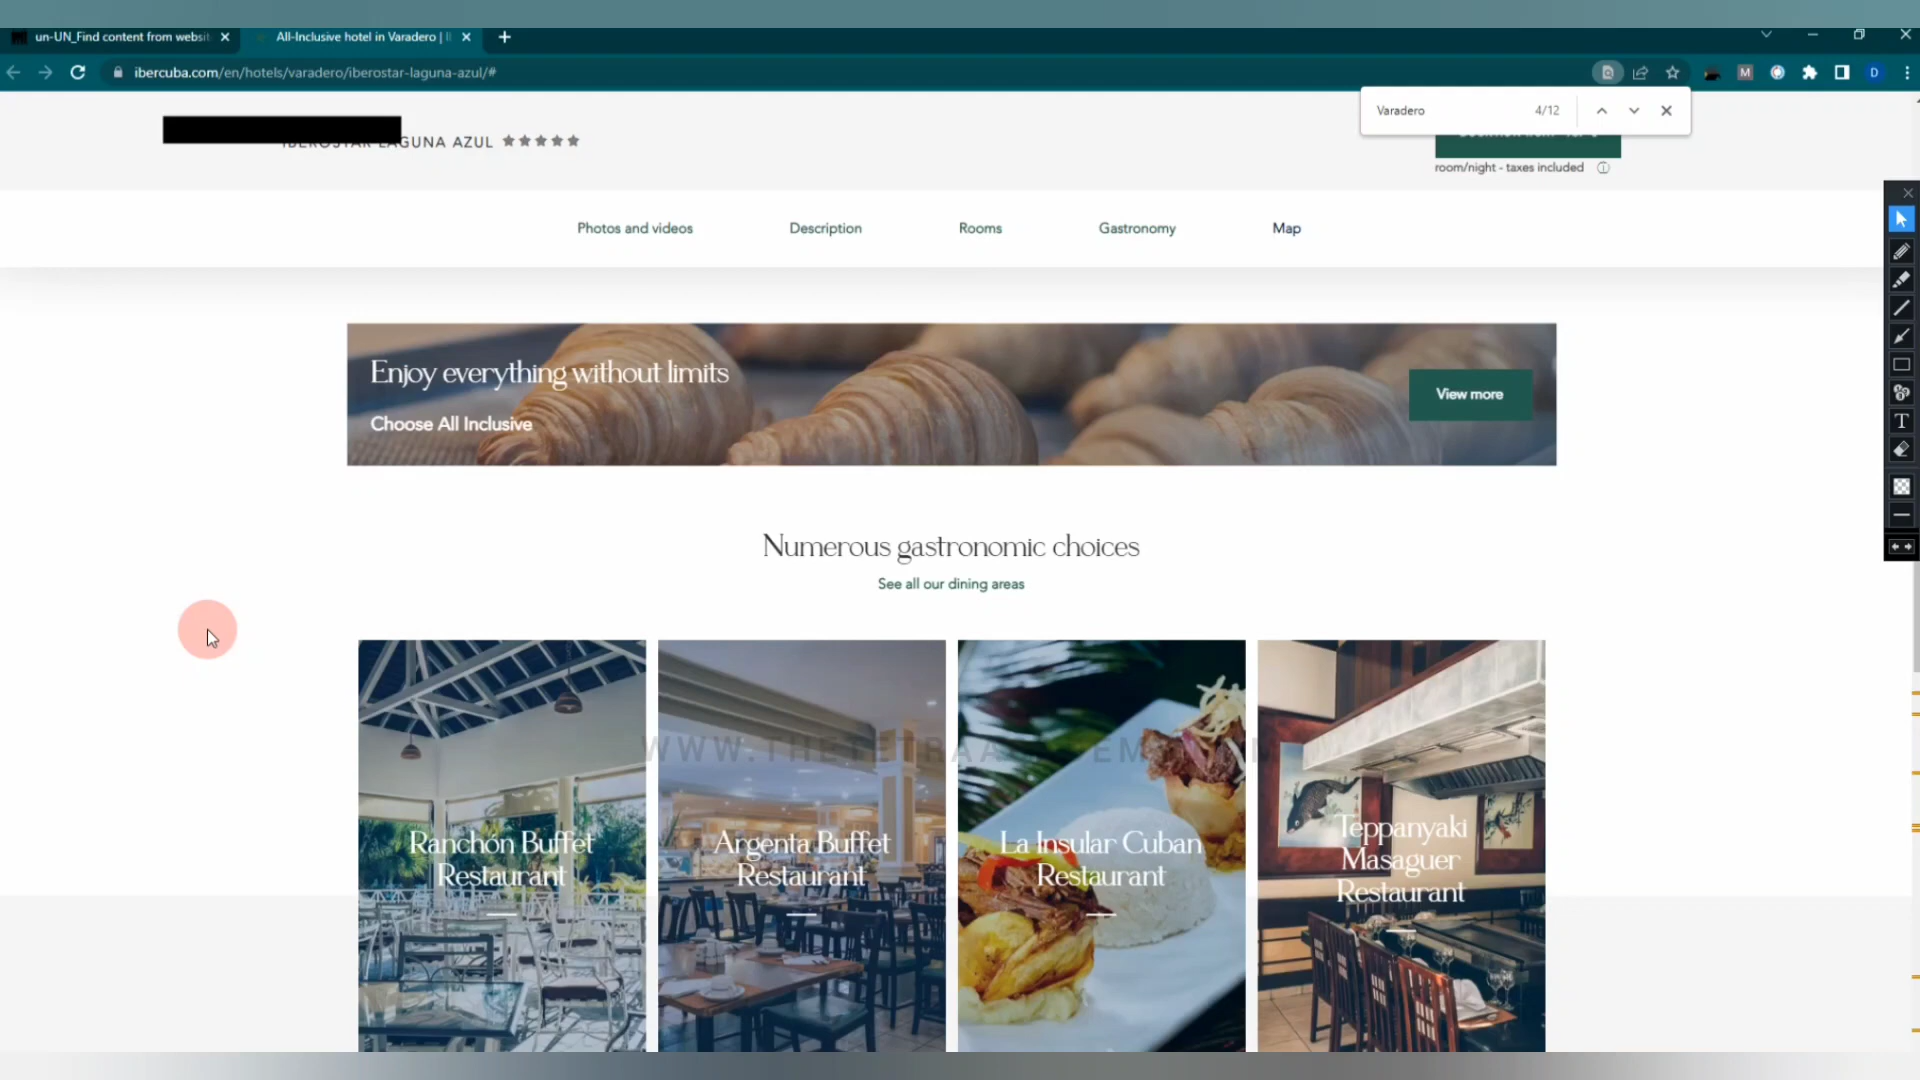 un-UN_Find content from websit
All-Inclusive hotel in Varadero |
ibercuba.com/en/hotels/varadero/iberostar-laguna-azul/#
M
D
Varadero
4/12
LAGUNA AZUL
room/night - taxes included
Photos and videos
Description
Rooms
Gastronomy
Map
Enjoy everything without limits
Choose All Inclusive
View more
Numerous gastronomic choices
See all our dining areas
Ranchón Buffet
Restaurant
Argenta Buffet
Restaurant
La Insular Cuban
Restaurant
Teppanyaki
Masaguer
Restaurant
T